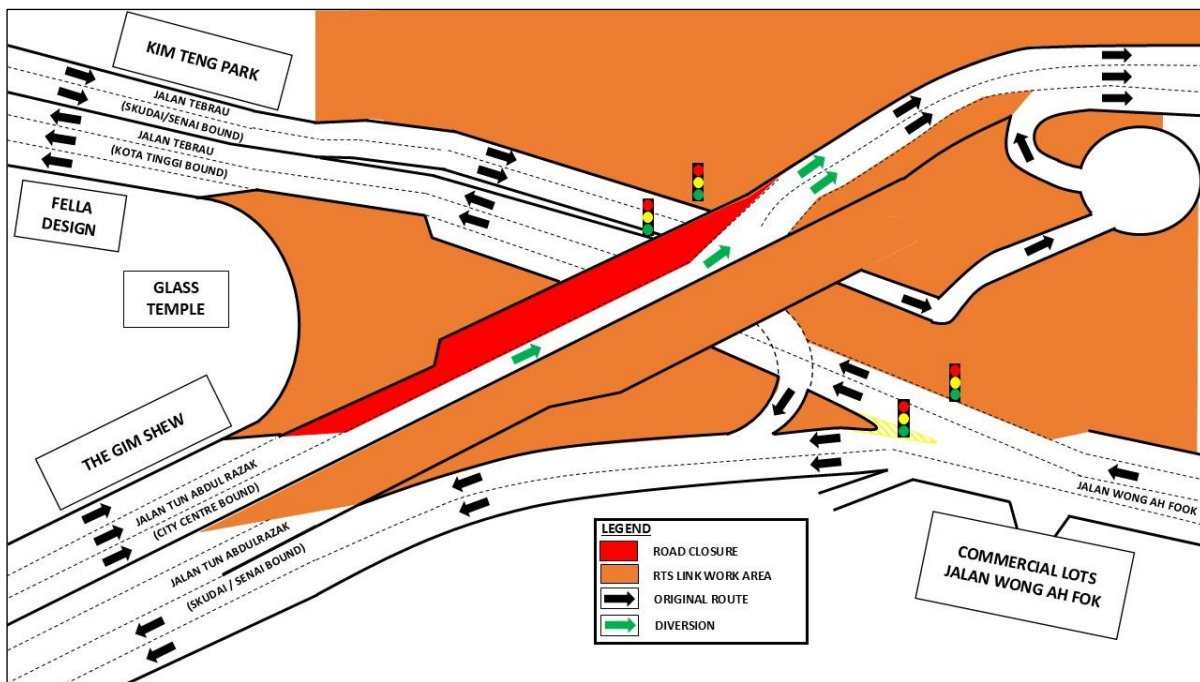 KIM TENG PARK
JALAN TEBRAU
(SKUDAI/SENAI BOUND)
JALAN TEBRAU
(KOTA TINGGI BOUND)
FELLA
DESIGN
GLASS
TEMPLE
THE GIM SHEW
JALAN TUN ABDUL RAZAK
(CITY CENTRE BOUND)
JALAN TUN ABDULRAZAK
(SKUDAI / SENAI BOUND)
JALAN WONG AH FOOK
COMMERCIAL LOTS
JALAN WONG AH FOK
LEGEND
ROAD CLOSURE
RTS LINK WORK AREA
ORIGINAL ROUTE
DIVERSION